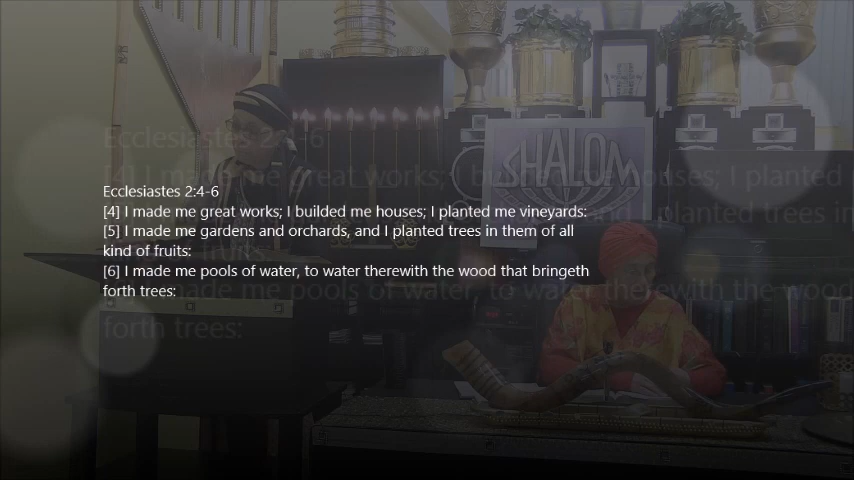 Ecclesiastes 2:4-6
[4] I made me great works; I builded me houses; I planted me vineyards:
[5] I made me gardens and orchards, and I planted trees in them of all
kind of fruits:
[6] I made me pools of water, to water therewith the wood that bringeth
forth trees:
SHALOM